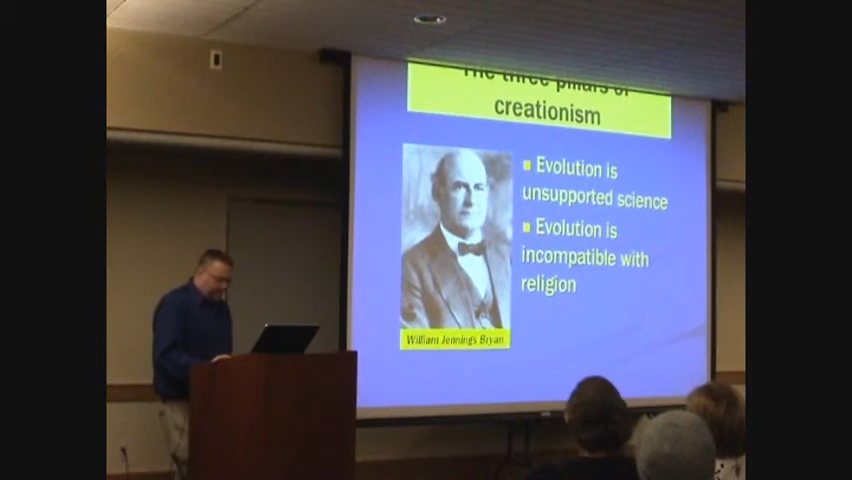 The three pillars of
creationism
Evolution is
unsupported science
Evolution is
incompatible with
religion
William Jennings Bryan